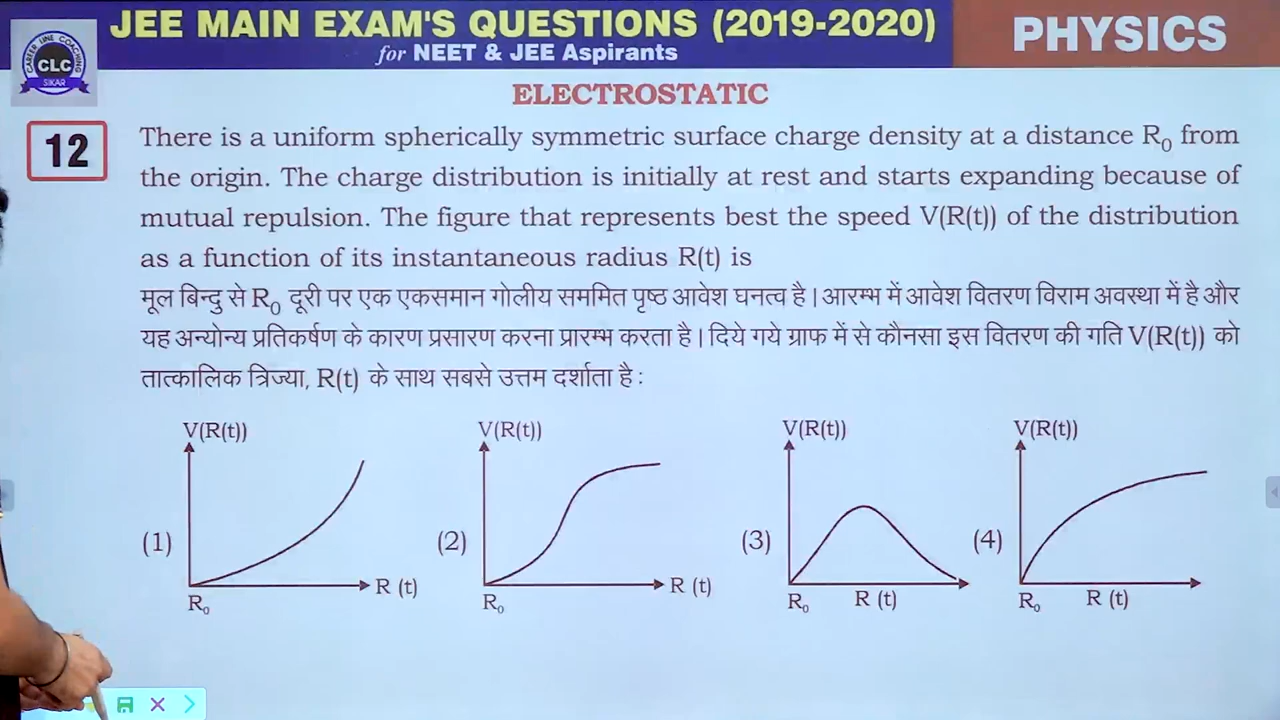 JEE MAIN EXAM'S QUESTIONS (2019-2020)
for NEET & JEE Aspirants
PHYSICS
CAREER LINE COACHING
CLC
SIKAR
ELECTROSTATIC
12
There is a uniform spherically symmetric surface charge density at a distance R₀ from
the origin. The charge distribution is initially at rest and starts expanding because of
mutual repulsion. The figure that represents best the speed V(R(t)) of the distribution
as a function of its instantaneous radius R(t) is
मूल बिन्दु से R₀ दूरी पर एक एकसमान गोलीय सममित पृष्ठ आवेश घनत्व है। आरम्भ में आवेश वितरण विराम अवस्था में है और
यह अन्योन्य प्रतिकर्षण के कारण प्रसारण करना प्रारम्भ करता है। दिये गये ग्राफ में से कौनसा इस वितरण की गति V(R(t)) को
तात्कालिक त्रिज्या, R(t) के साथ सबसे उत्तम दर्शाता है :
V(R(t))
(1)
R₀
R (t)
V(R(t))
(2)
R₀
R (t)
V(R(t))
(3)
R₀
R (t)
V(R(t))
(4)
R₀
R (t)